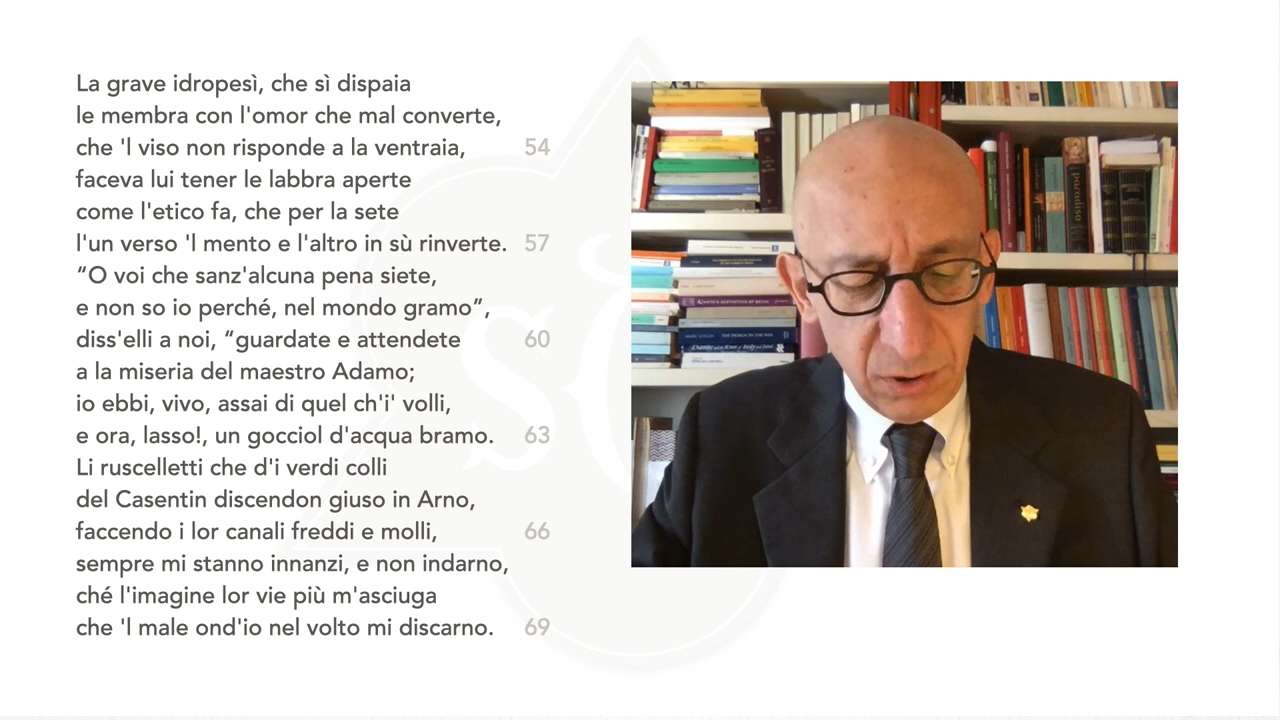 La grave idropesì, che sì dispaia
le membra con l'omor che mal converte,
che 'l viso non risponde a la ventraia, 54
faceva lui tener le labbra aperte
come l'etico fa, che per la sete
l'un verso 'l mento e l'altro in sù rinverte. 57
“O voi che sanz'alcuna pena siete,
e non so io perché, nel mondo gramo”,
diss'elli a noi, “guardate e attendete 60
a la miseria del maestro Adamo;
io ebbi, vivo, assai di quel ch'i' volli,
e ora, lasso!, un gocciol d'acqua bramo. 63
Li ruscelletti che d'i verdi colli
del Casentin discendon giuso in Arno,
faccendo i lor canali freddi e molli, 66
sempre mi stanno innanzi, e non indarno,
ché l'imagine lor vie più m'asciuga
che 'l male ond'io nel volto mi discarno. 69
paradiso